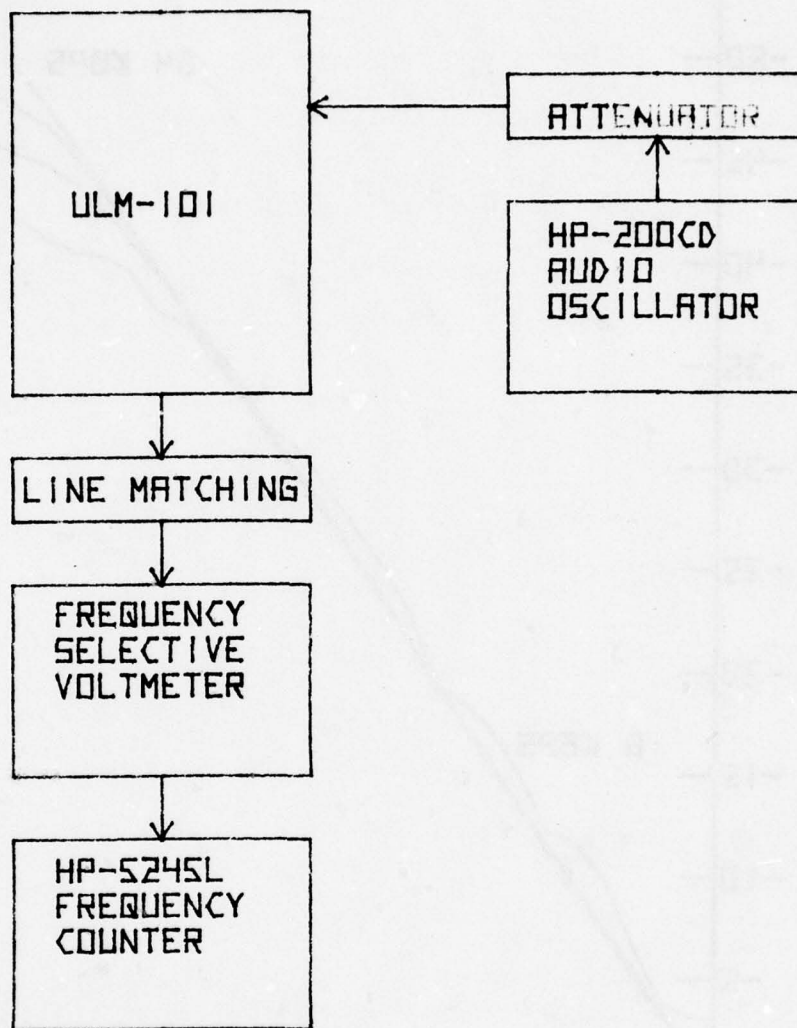 ULM-101
ATTENUATOR
HP-200CD
AUDIO
OSCILLATOR
LINE MATCHING
FREQUENCY
SELECTIVE
VOLTMETER
HP-5245L
FREQUENCY
COUNTER